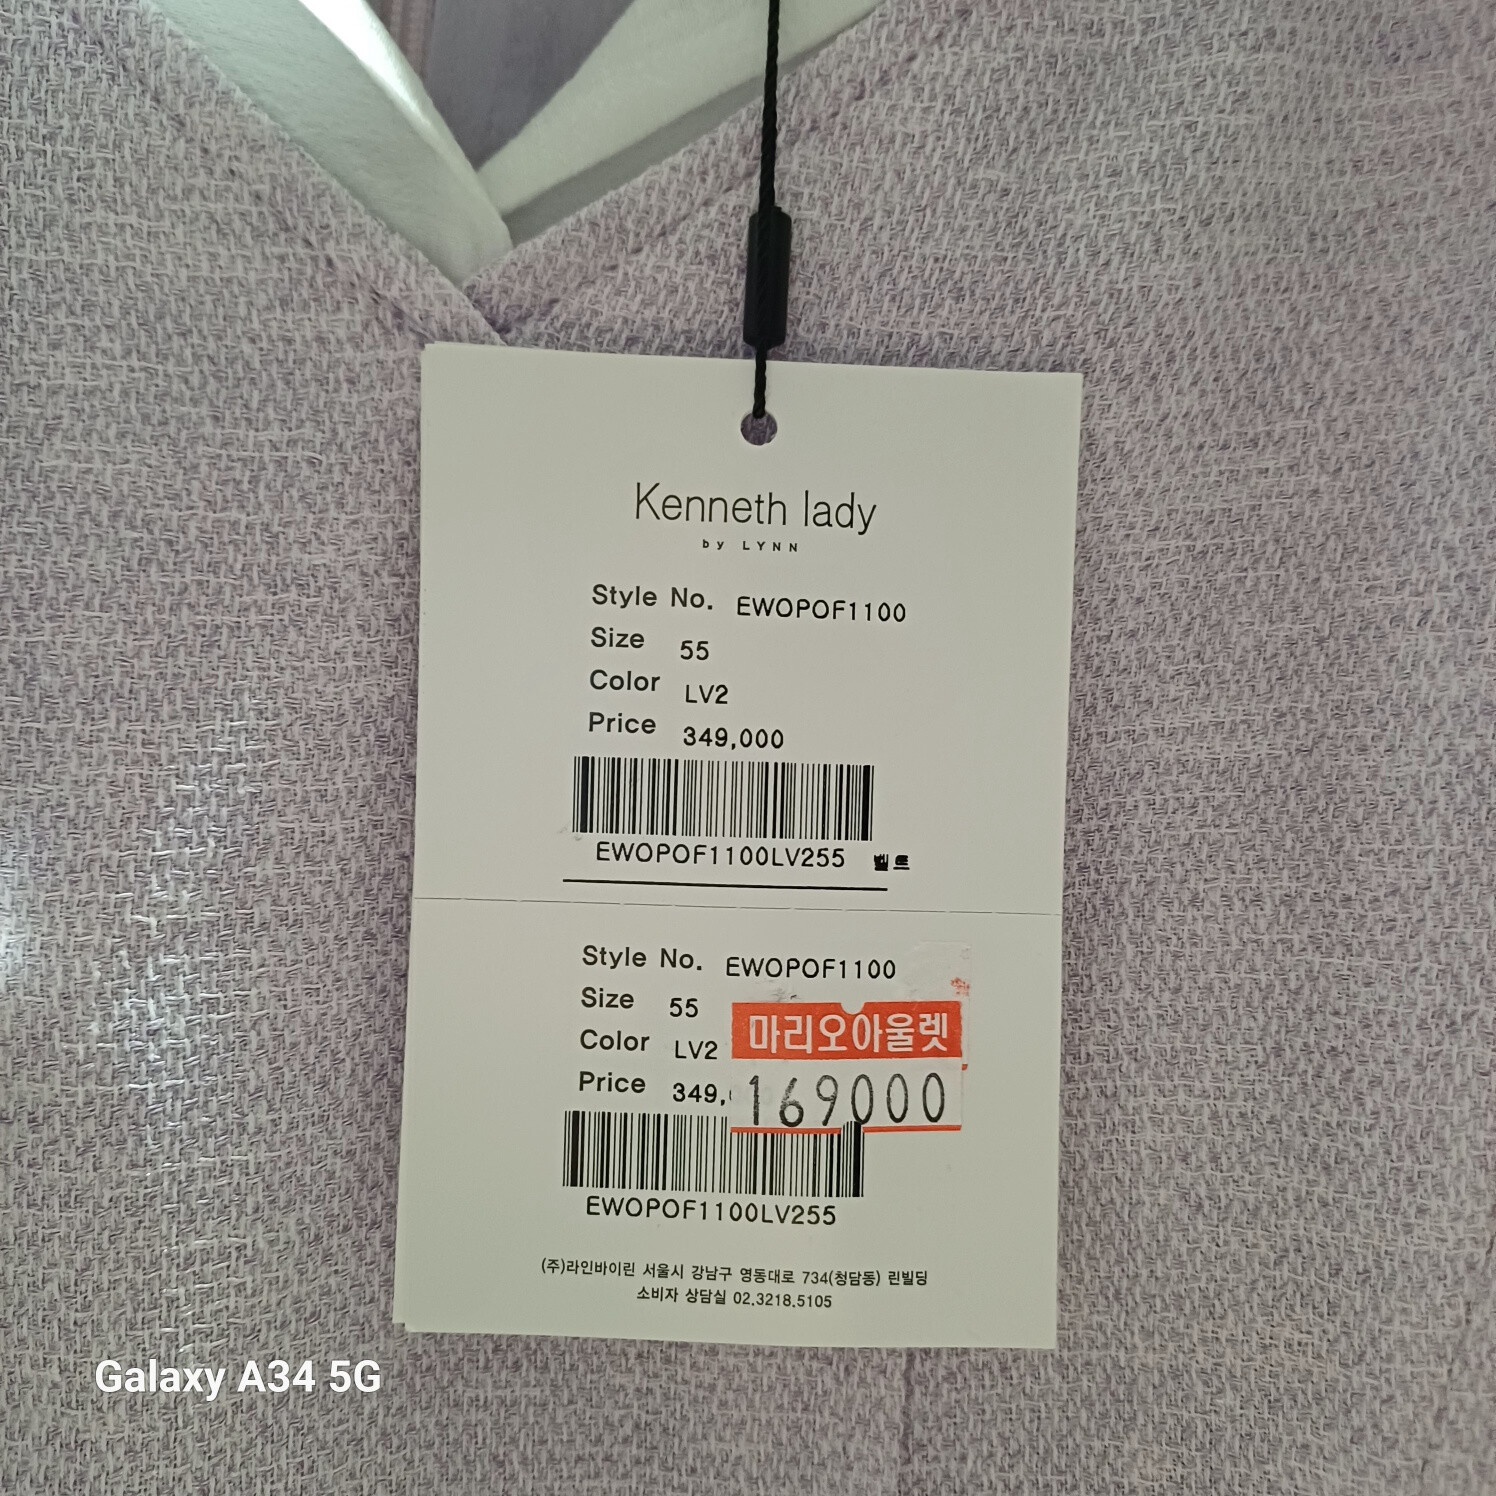 Kenneth lady
by LYNN
Style No. EWOPOF1100
Size 55
Color LV2
Price 349,000
EWOPOF1100LV255 벨트
Style No. EWOPOF1100
Size 55
Color LV2
마리오아울렛
Price 349,
169000
EWOPOF1100LV255
(주)라인바이린 서울시 강남구 영동대로 734(청담동) 린빌딩
소비자 상담실 02.3218.5105
Galaxy A34 5G